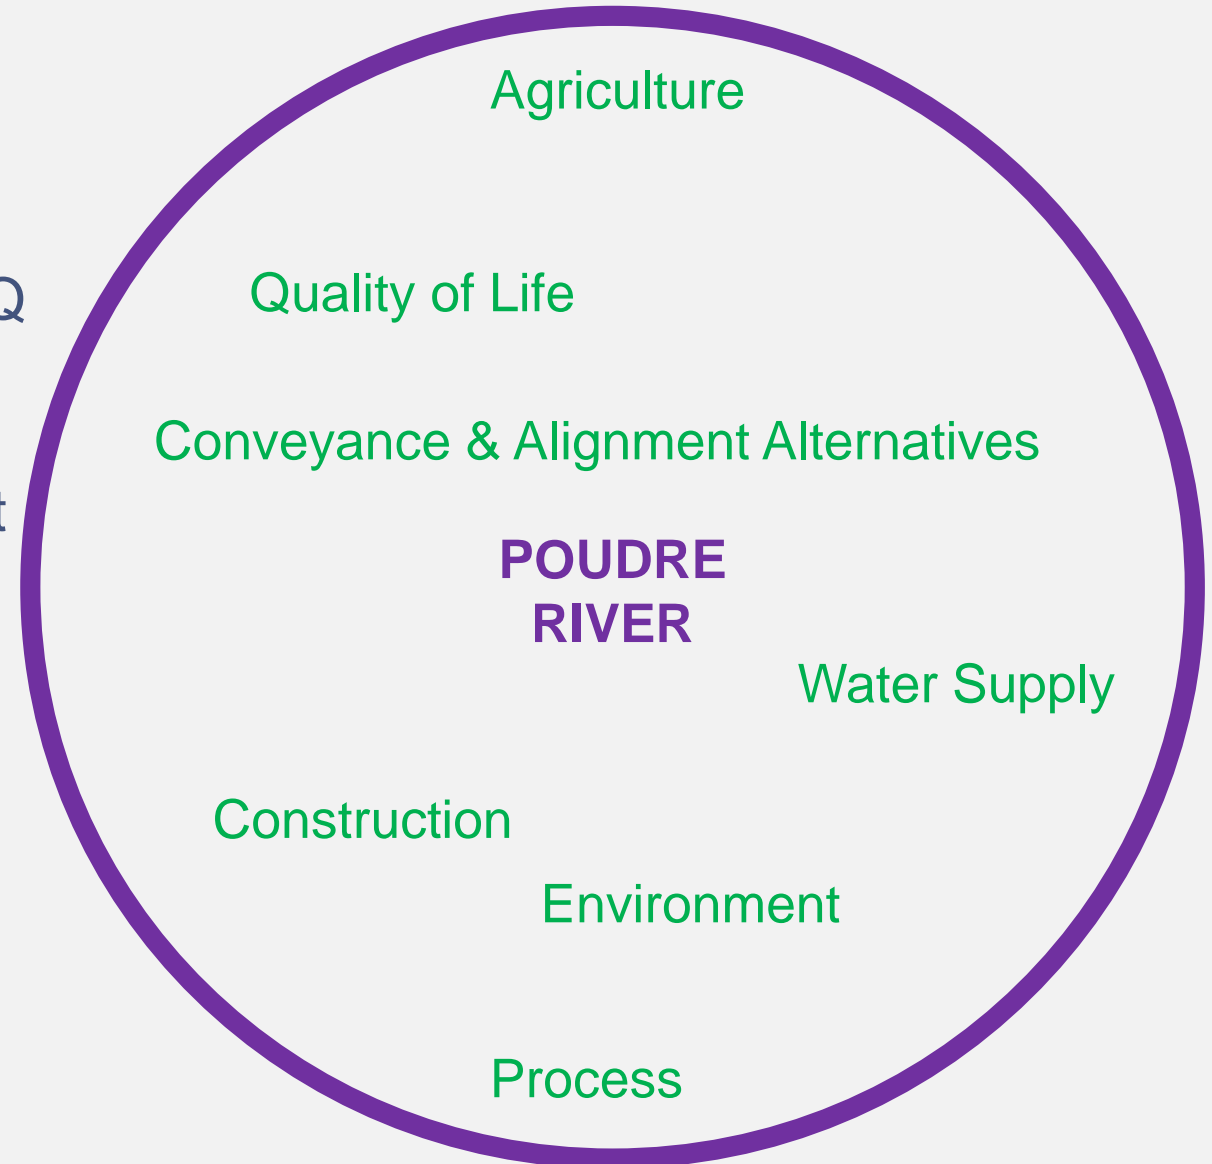 Agriculture
Q
Quality of Life
Conveyance & Alignment Alternatives
t
POUDRE
RIVER
Water Supply
Construction
Environment
Process